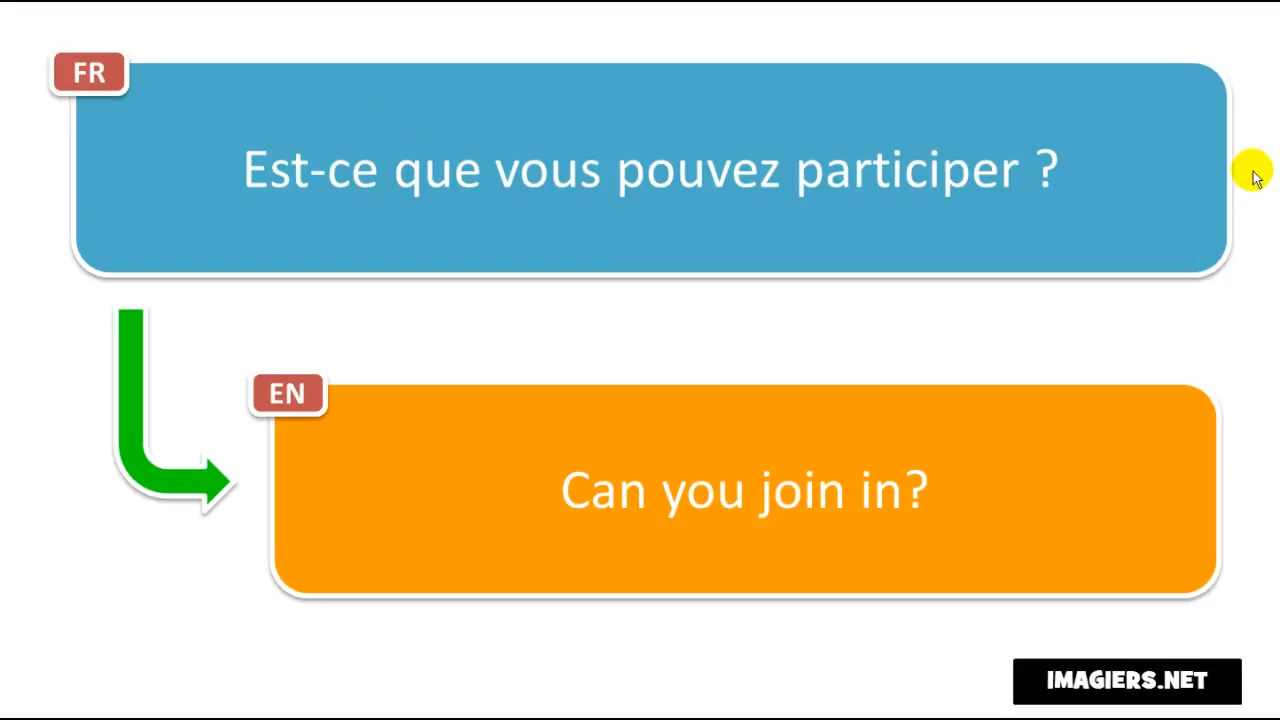 FR
Est-ce que vous pouvez participer ?
EN
Can you join in?
IMAGIERS.NET